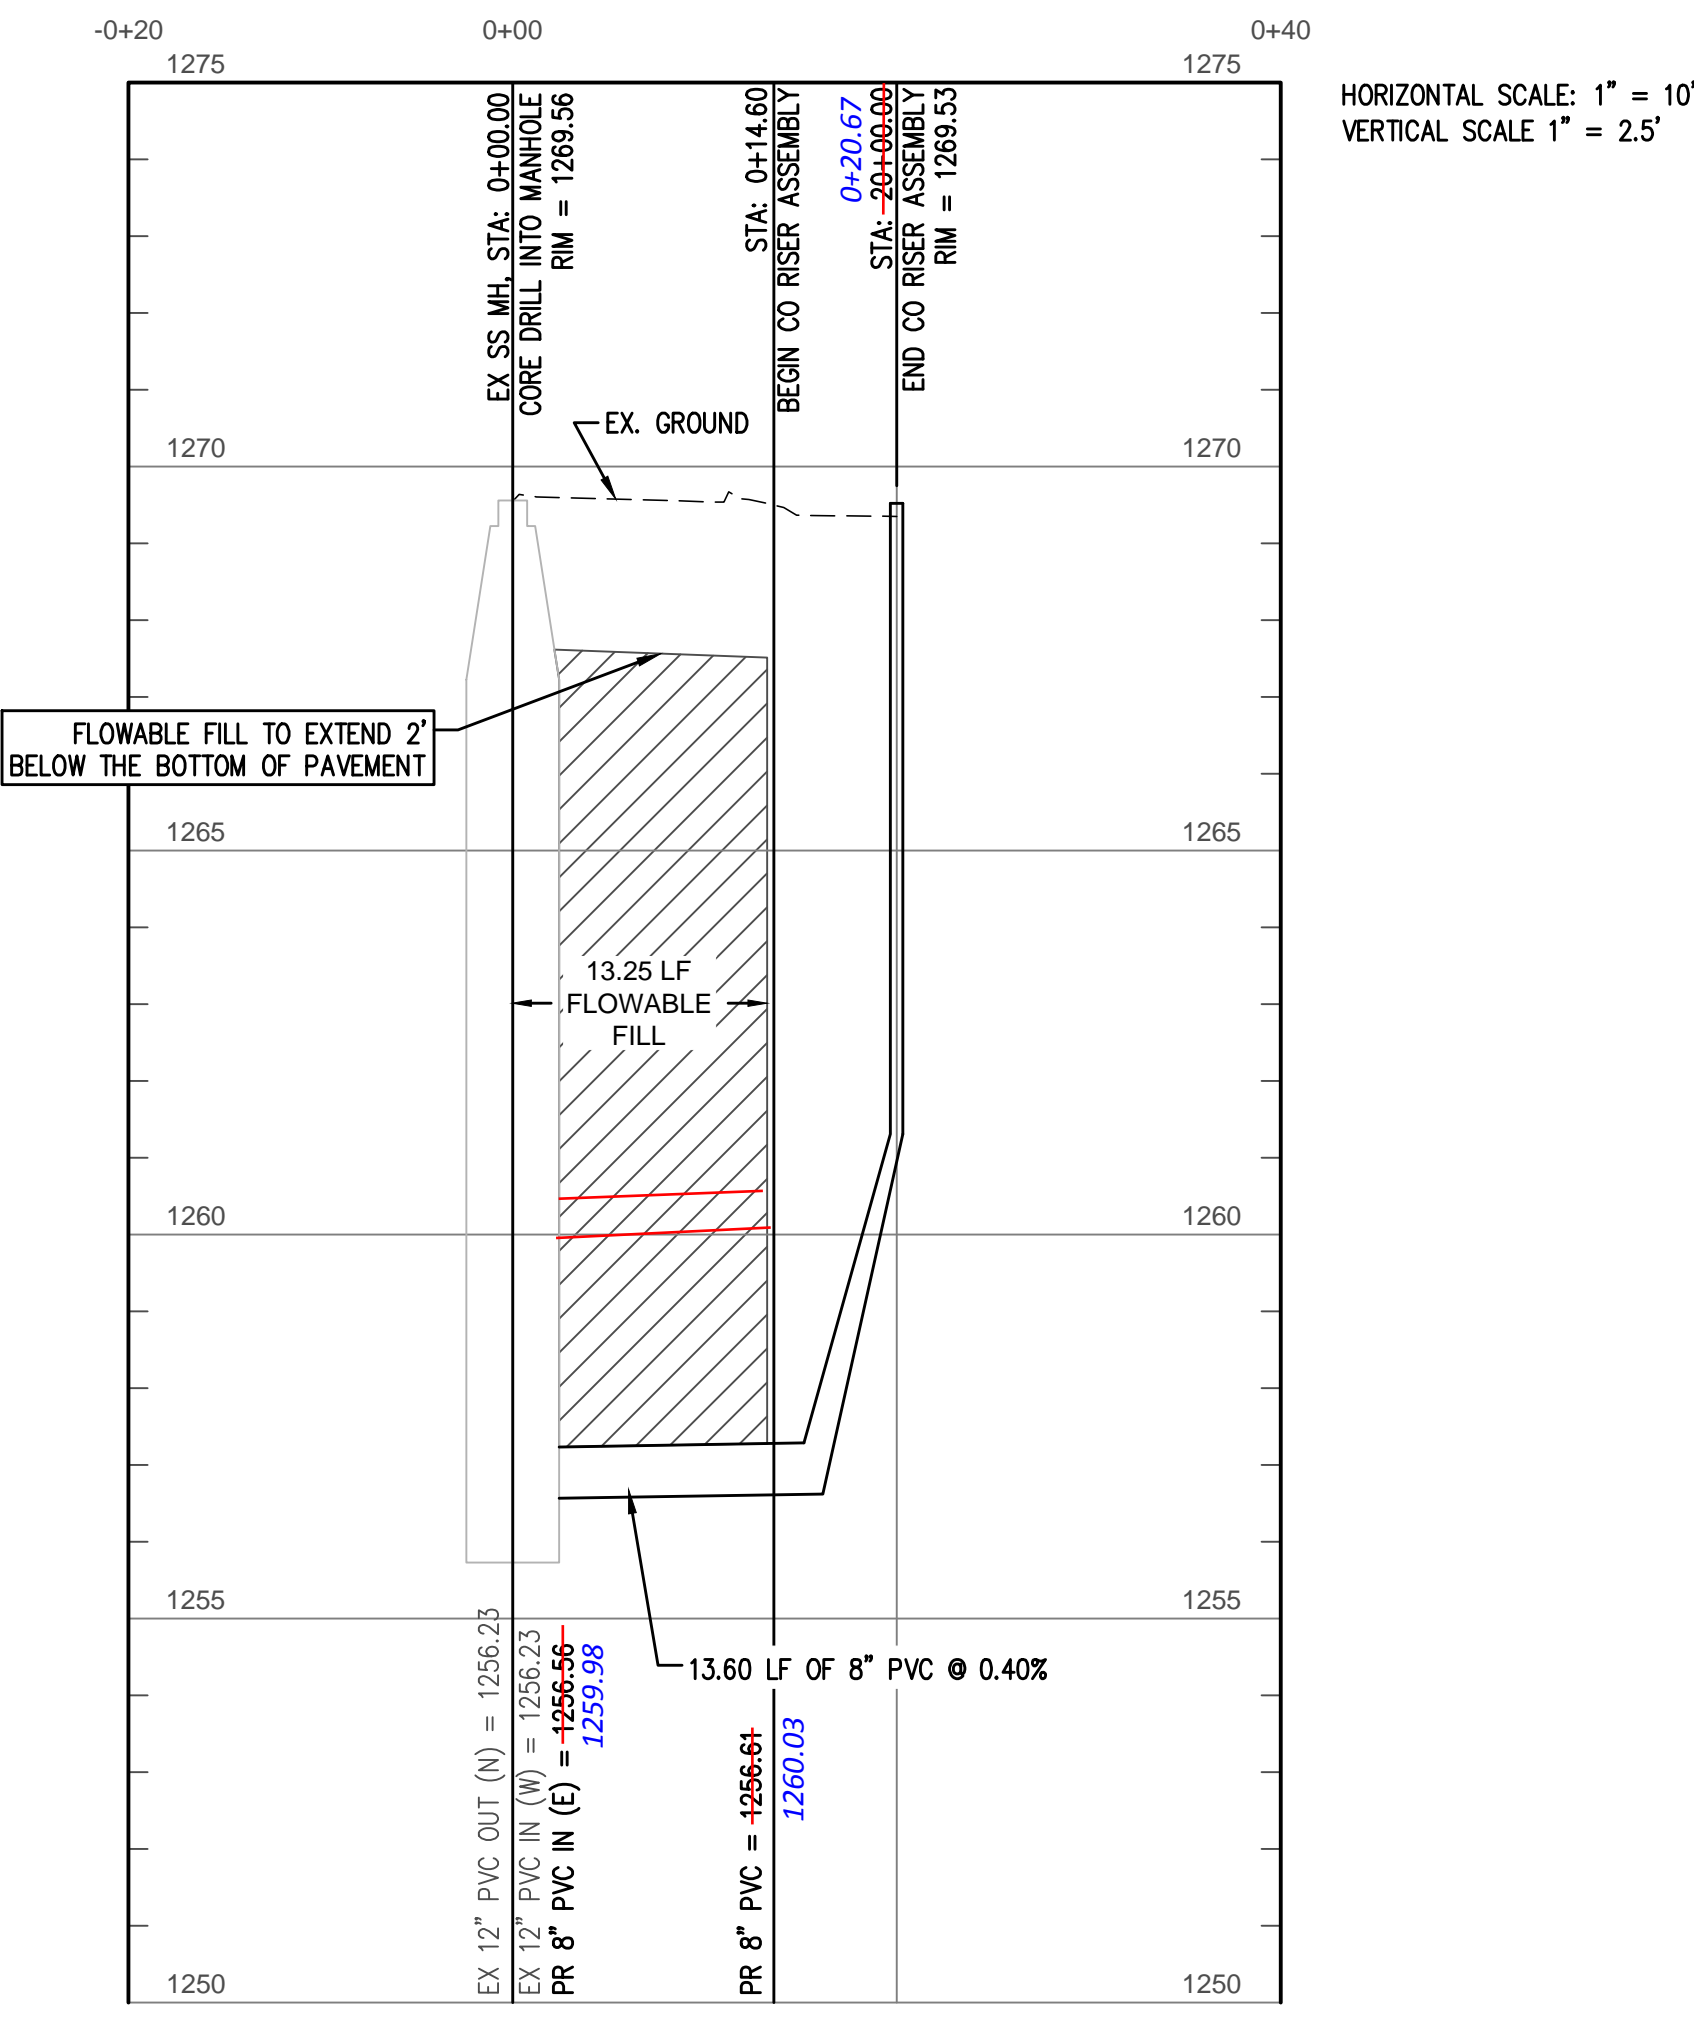 -0+20
0+00
0+40
1275
1275
HORIZONTAL SCALE: 1" = 10'
VERTICAL SCALE 1" = 2.5'
EX SS MH, STA: 0+00.00
CORE DRILL INTO MANHOLE
RIM = 1269.56
STA: 0+14.60
BEGIN CO RISER ASSEMBLY
0+20.67
STA: 20+00.00
END CO RISER ASSEMBLY
RIM = 1269.53
EX. GROUND
1270
1270
FLOWABLE FILL TO EXTEND 2'
BELOW THE BOTTOM OF PAVEMENT
1265
1265
13.25 LF
FLOWABLE
FILL
1260
1260
1255
1255
13.60 LF OF 8" PVC @ 0.40%
EX 12" PVC OUT (N) = 1256.23
EX 12" PVC IN (W) = 1256.23
PR 8" PVC IN (E) = 1256.56
1259.98
PR 8" PVC = 1256.61
1260.03
1250
1250